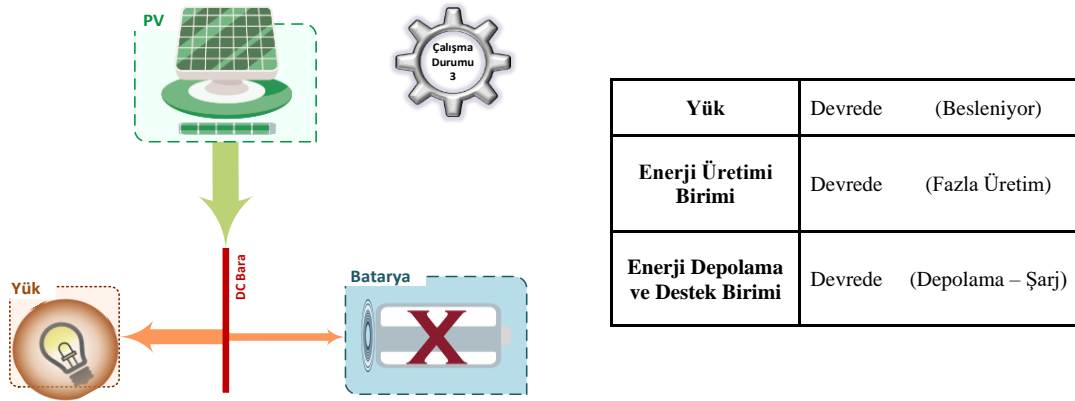 PV
Çalışma
Durumu
3
DC Bara
Yük
Batarya
X
Yük Devrede (Besleniyor)
Enerji Üretimi
Birimi
Devrede (Fazla Üretim)
Enerji Depolama
ve Destek Birimi
Devrede (Depolama – Şarj)